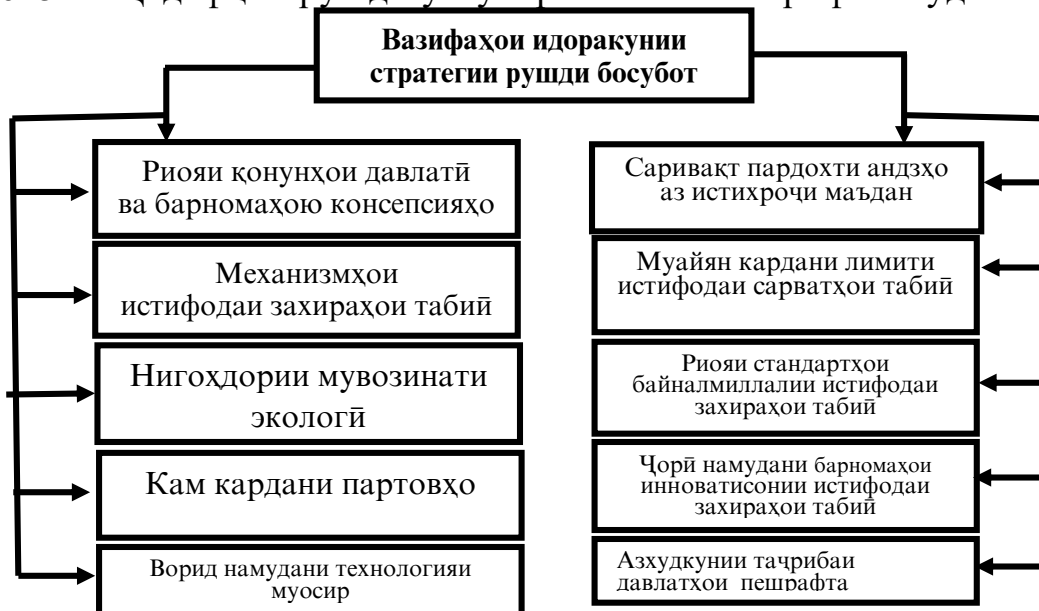 Вазифаҳои идоракунии
стратегии рушди босубот
Риояи қонунҳои давлатӣ
ва барномаҳою консепсияҳо
Механизмҳои
истифодаи захираҳои табиӣ
Нигоҳдории мувозинати
экологӣ
Кам кардани партовҳо
Ворид намудани технологияи
муосир
Саривақт пардохти андзҳо
аз истихроҷи маъдан
Муайян кардани лимити
истифодаи сарватҳои табиӣ
Риояи стандартҳои
байналмиллалии истифодаи
захираҳои табиӣ
Ҷорӣ намудани барномаҳои
инноватисонии истифодаи
захираҳои табиӣ
Азхудкунии таҷрибаи
давлатҳои пешрафта